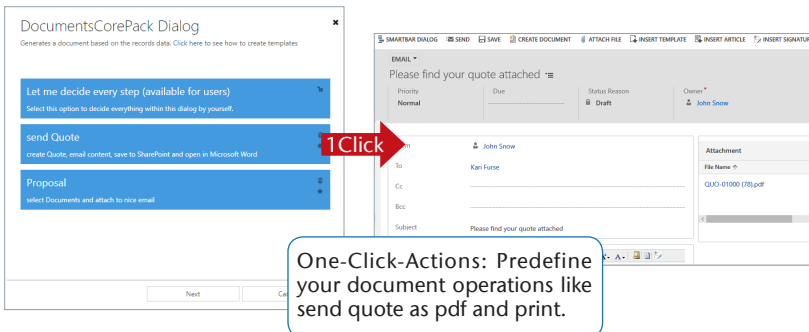 DocumentsCorePack Dialog
Generates a document based on the records data. Click here to see how to create templates
Let me decide every step (available for users)
Select this option to decide everything within this dialog by yourself.
send Quote
create Quote, email content, save to SharePoint and open in Microsoft Word
Proposal
select Documents and attach to nice email
Next
1Click
SMARTBAR DIALOG SEND SAVE CREATE DOCUMENT ATTACH FILE INSERT TEMPLATE INSERT ARTICLE INSERT SIGNATUR
EMAIL
Please find your quote attached
Priority Due Status Reason Owner*
Normal Draft John Snow
John Snow
To Kari Furse
Cc
Bcc
Subject Please find your quote attached
Attachment
File Name
QUO-01000 (78).pdf
One-Click-Actions: Predefine
your document operations like
send quote as pdf and print.